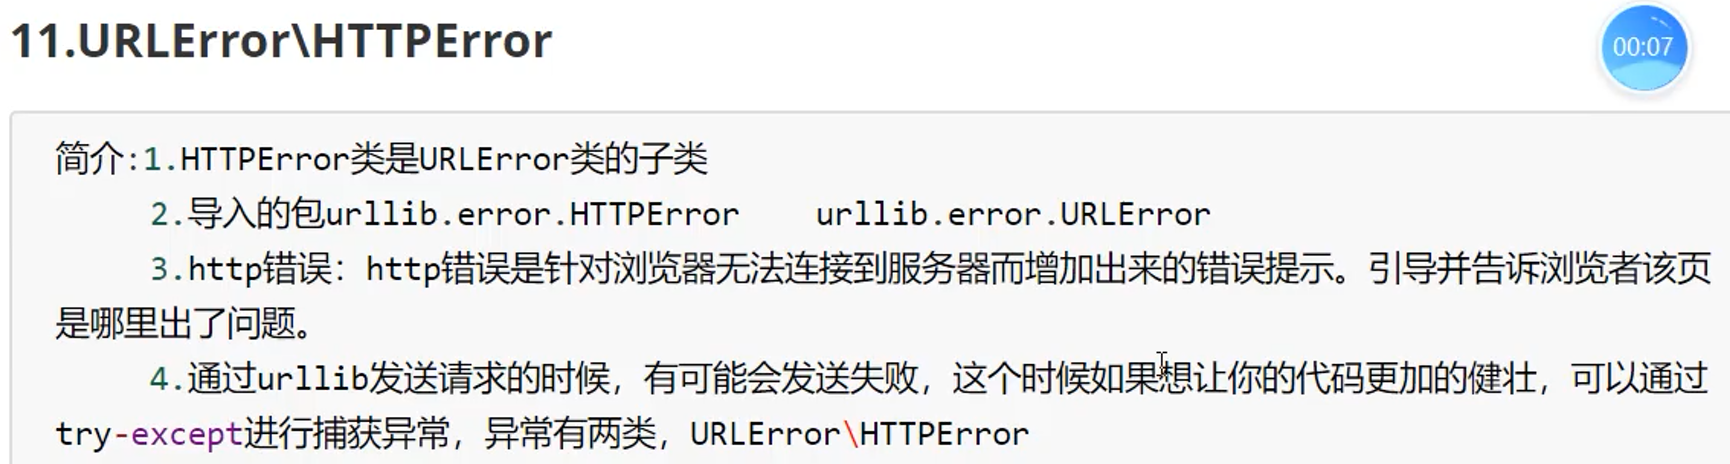 11.URLError\HTTPError
00:07
简介:1.HTTPError类是URLError类的子类
2.导入的包urllib.error.HTTPError urllib.error.URLError
3.http错误：http错误是针对浏览器无法连接到服务器而增加出来的错误提示。引导并告诉浏览者该页
是哪里出了问题。
4.通过urllib发送请求的时候，有可能会发送失败，这个时候如果想让你的代码更加的健壮，可以通过
try-except进行捕获异常，异常有两类，URLError\HTTPError